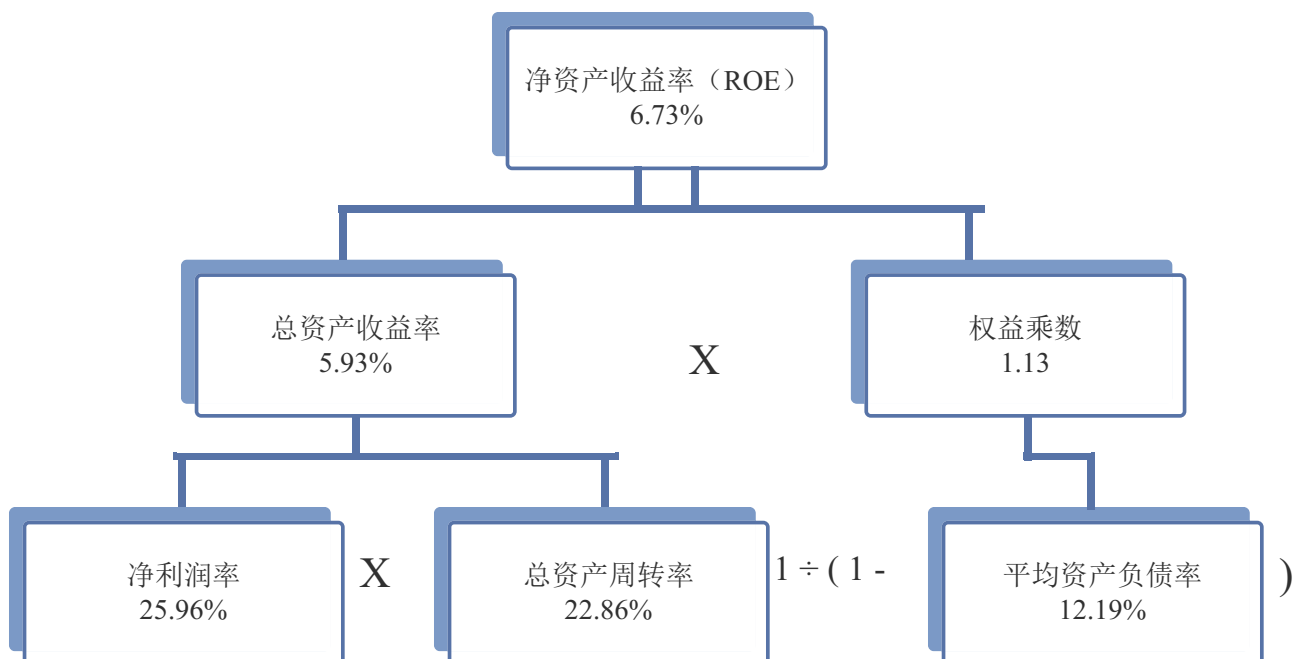 净资产收益率（ROE）
6.73%
总资产收益率
5.93%
X
权益乘数
1.13
净利润率
25.96%
X
总资产周转率
22.86%
1 ÷ ( 1 -
平均资产负债率
12.19%
)